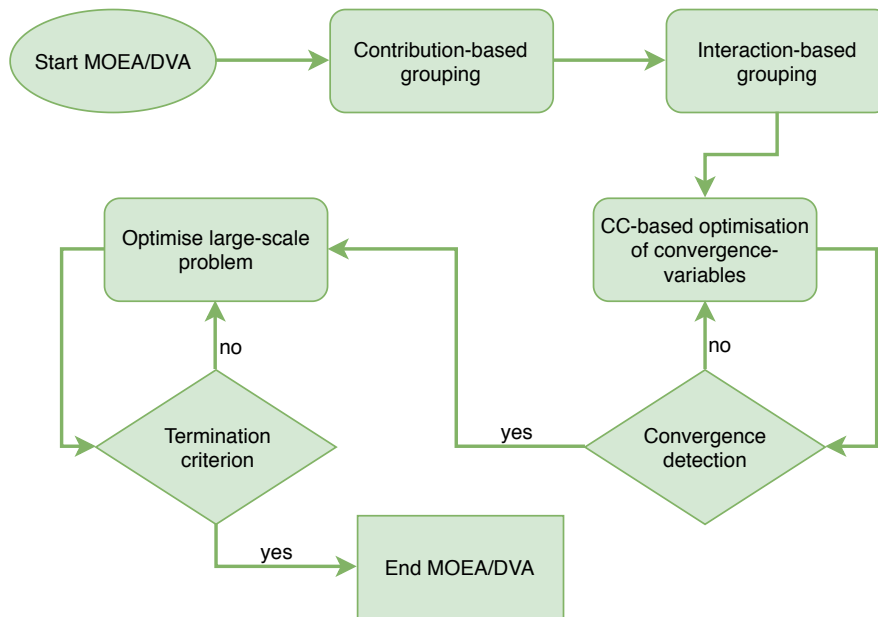 Start MOEA/DVA
Contribution-based
grouping
Interaction-based
grouping
CC-based optimisation
of convergence-
variables
no
Convergence
detection
yes
Optimise large-scale
problem
no
Termination
criterion
yes
End MOEA/DVA